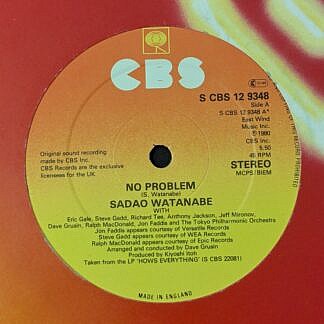 CBS
S CBS 12 9348
Side A
S CBS 12 9348 A*
East Wind
Music Inc.
℗ 1980
CBS Inc.
5.50
45 RPM
STEREO
MCPS/BIEM
Original sound recording
made by CBS Inc.
CBS Records are the exclusive
licensees for the UK
NO PROBLEM
(S. Watanabe)
SADAO WATANABE
WITH
Eric Gale, Steve Gadd, Richard Tee, Anthony Jackson, Jeff Mironov,
Dave Grusin, Ralph McDonald, Jon Faddis and The Tokyo Philharmonic Orchestra
Jon Faddis appears courtesy of Versatile Records
Steve Gadd appears courtesy of WEA Records
Ralph MacDonald appears courtesy of Epic Records
Arranged and conducted by Dave Grusin
Produced by Kiyoshi Itoh
Taken from the LP 'HOWS EVERYTHING' (S CBS 22081)
MADE IN ENGLAND